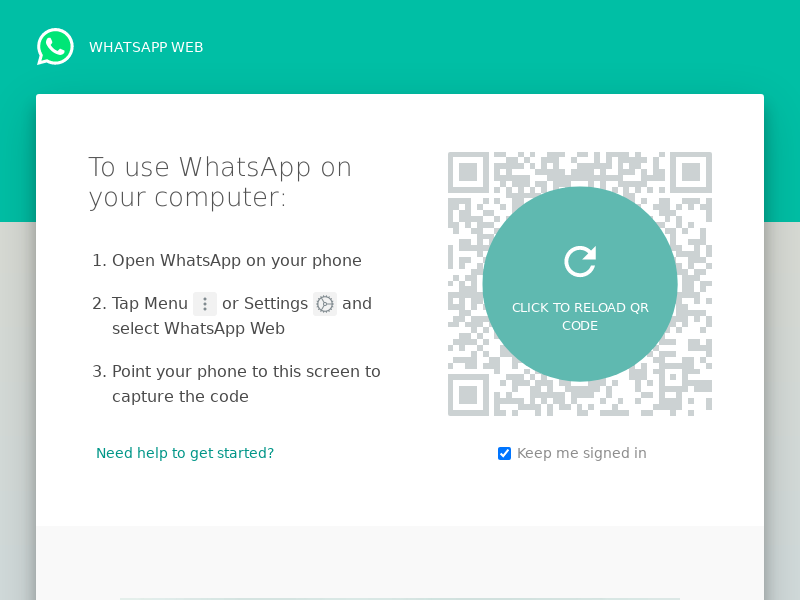 WHATSAPP WEB
To use WhatsApp on
your computer:
1. Open WhatsApp on your phone
2. Tap Menu or Settings and
select WhatsApp Web
3. Point your phone to this screen to
capture the code
Need help to get started?
CLICK TO RELOAD QR
CODE
Keep me signed in